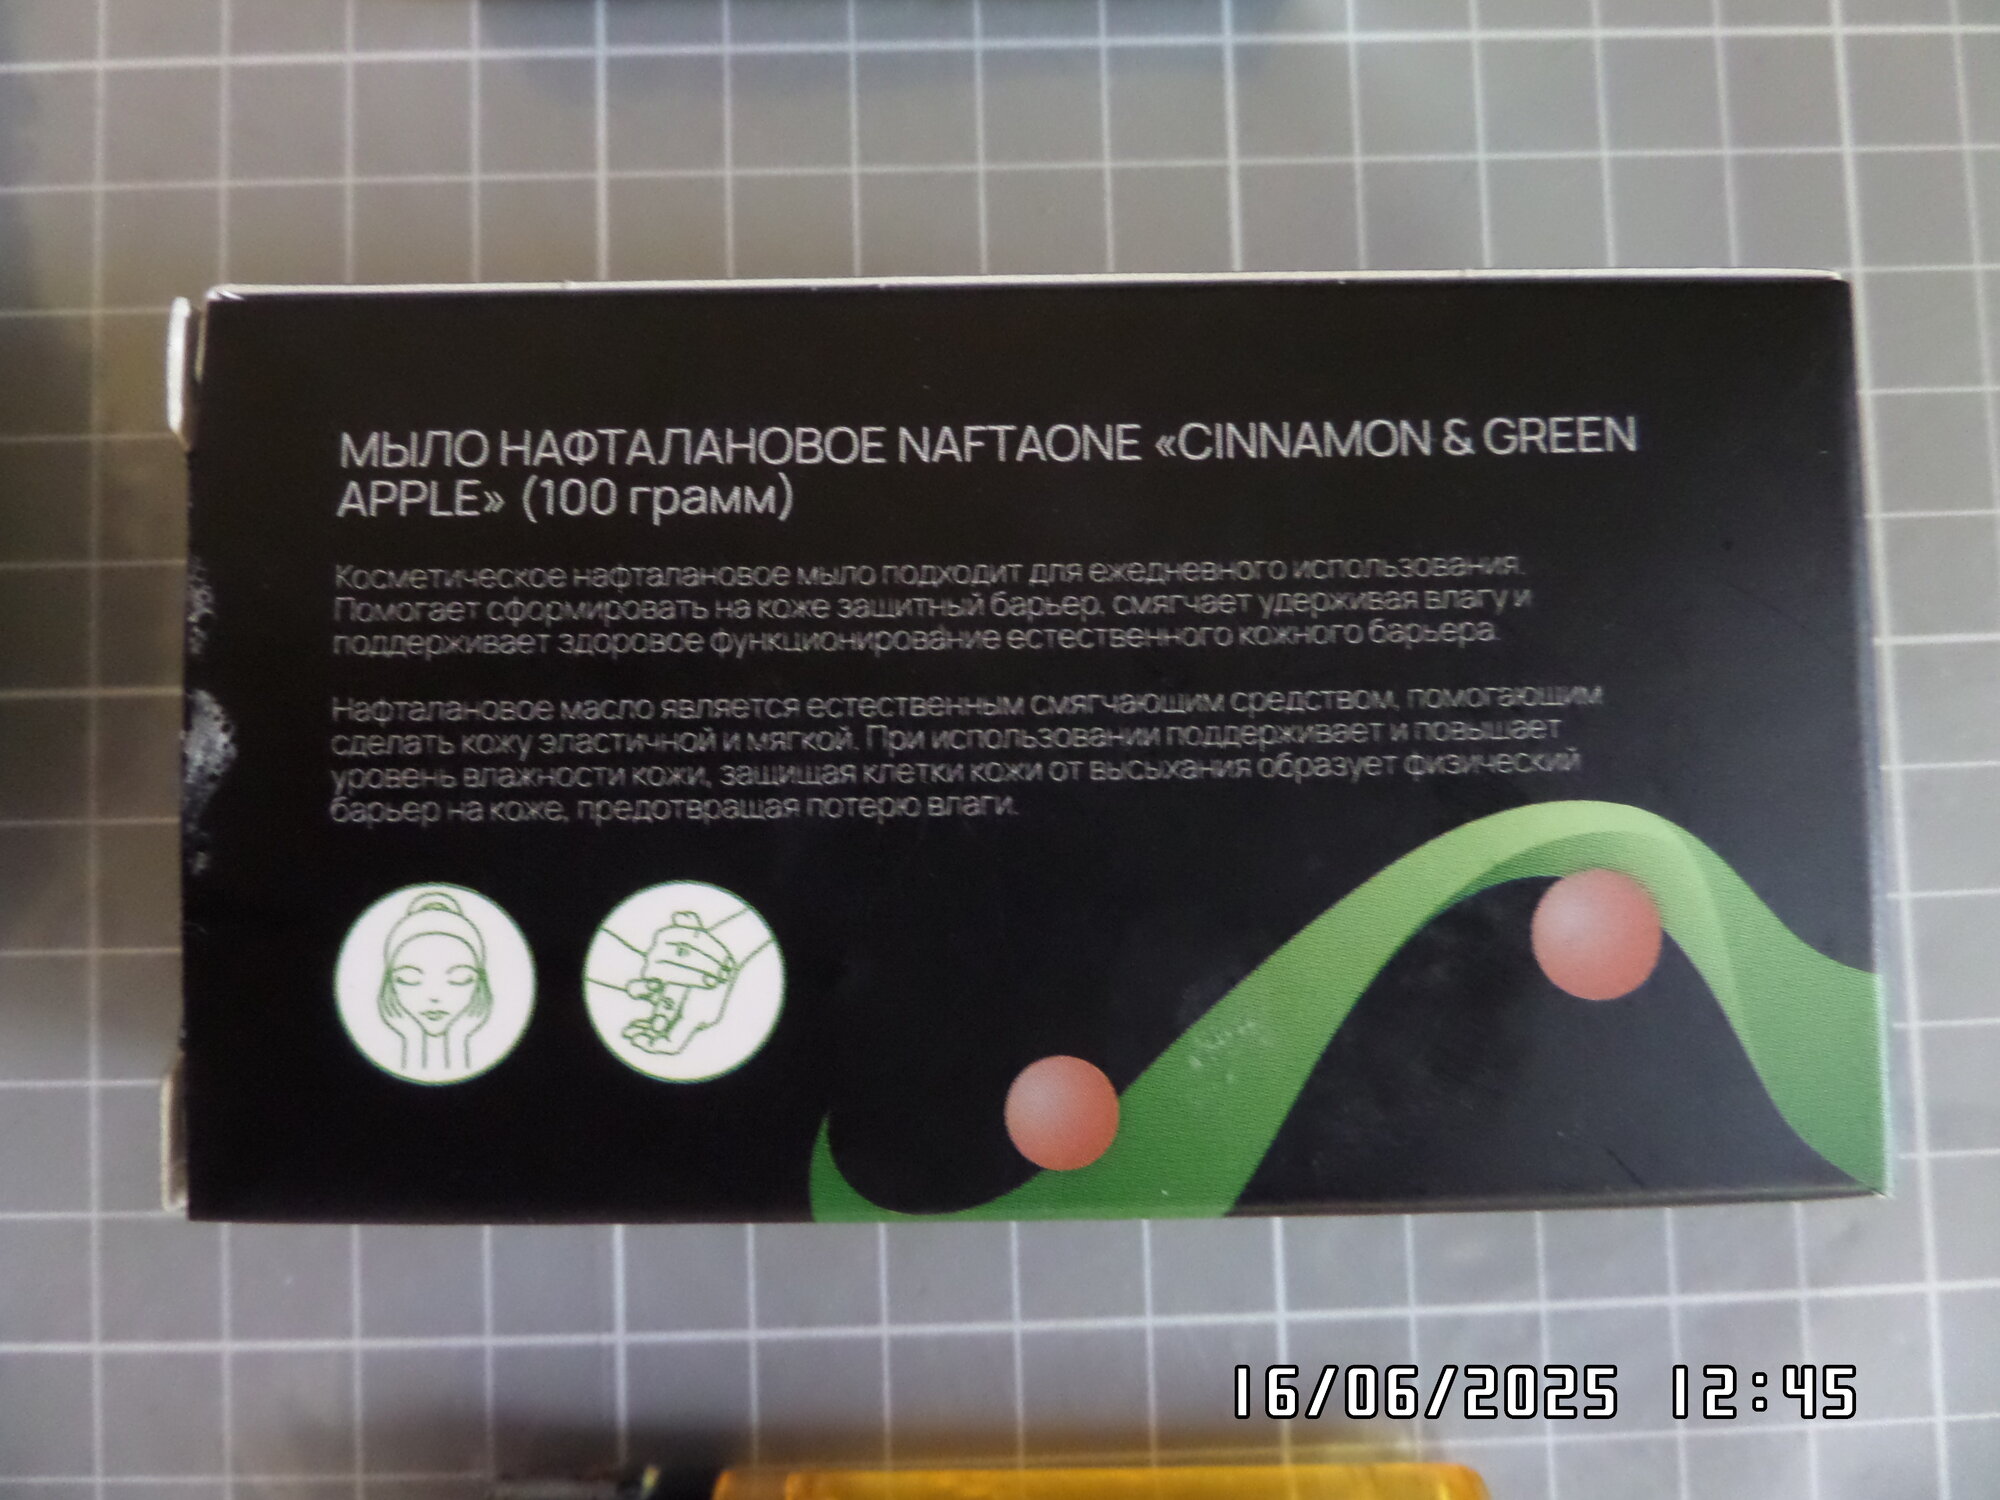 МЫЛО НАФТАЛАНОВОЕ NAFTAONE «CINNAMON & GREEN
APPLE» (100 грамм)
Косметическое нафталановое мыло подходит для ежедневного использования.
Помогает сформировать на коже защитный барьер, смягчает удерживая влагу и
поддерживает здоровое функционирование естественного кожного барьера.
Нафталановое масло является естественным смягчающим средством, помогающим
сделать кожу эластичной и мягкой. При использовании поддерживает и повышает
уровень влажности кожи, защищая клетки кожи от высыхания образует физический
барьер на коже, предотвращая потерю влаги.
16/06/2025 12:45